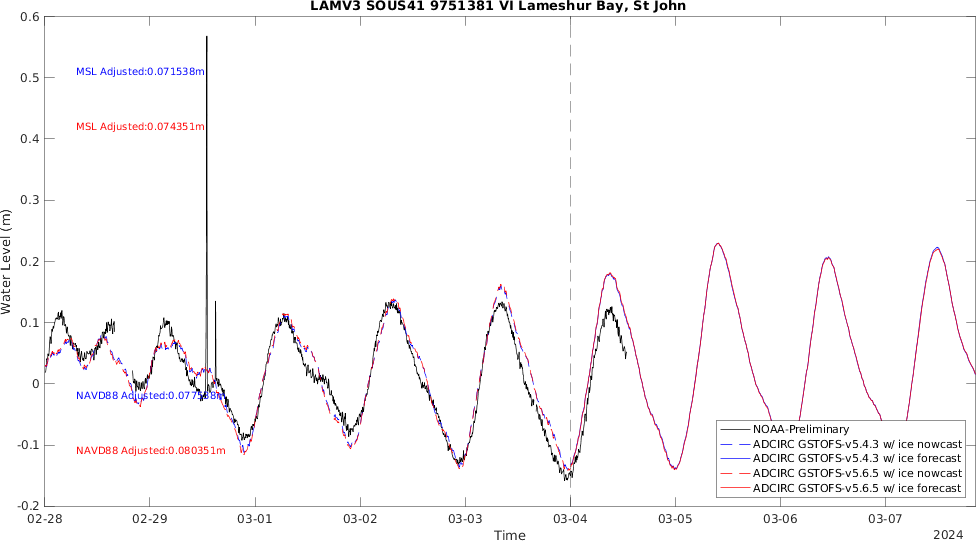 LAMV3 SOUS41 9751381 VI Lameshur Bay, St John
0.6
0.5
0.4
0.3
0.2
0.1
0
-0.1
-0.2
Water Level (m)
MSL Adjusted:0.071538m
MSL Adjusted:0.074351m
NAVD88 Adjusted:0.077538m
NAVD88 Adjusted:0.080351m
NOAA-Preliminary
ADCIRC GSTOFS-v5.4.3 w/ ice nowcast
ADCIRC GSTOFS-v5.4.3 w/ ice forecast
ADCIRC GSTOFS-v5.6.5 w/ ice nowcast
ADCIRC GSTOFS-v5.6.5 w/ ice forecast
02-28 02-29 03-01 03-02 03-03 03-04 03-05 03-06 03-07
Time
2024